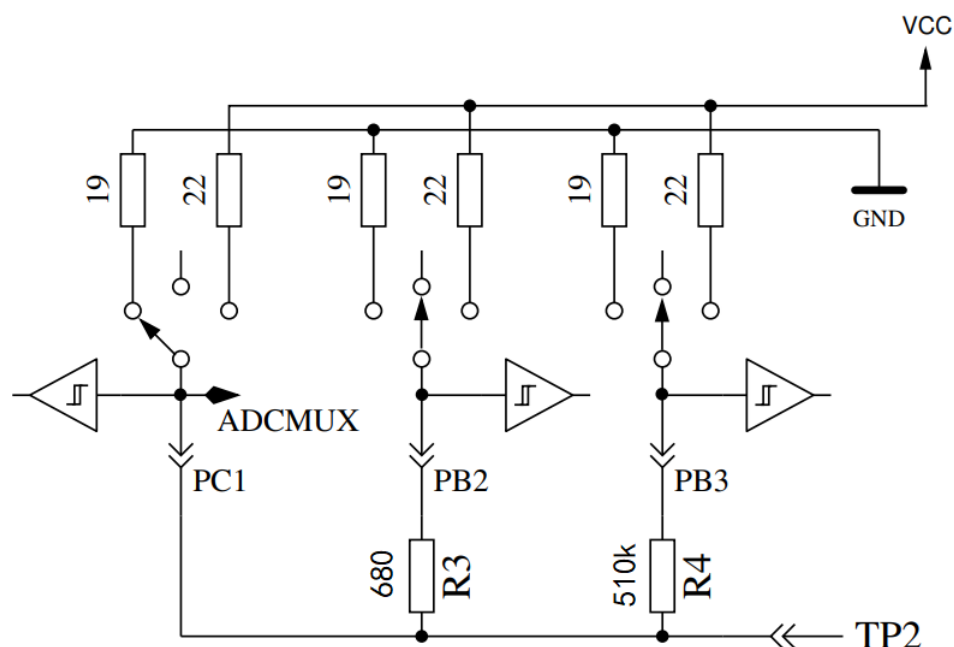 VCC
19
22
19
22
19
22
GND
ADCMUX
PC1
PB2
PB3
680
R3
510k
R4
TP2